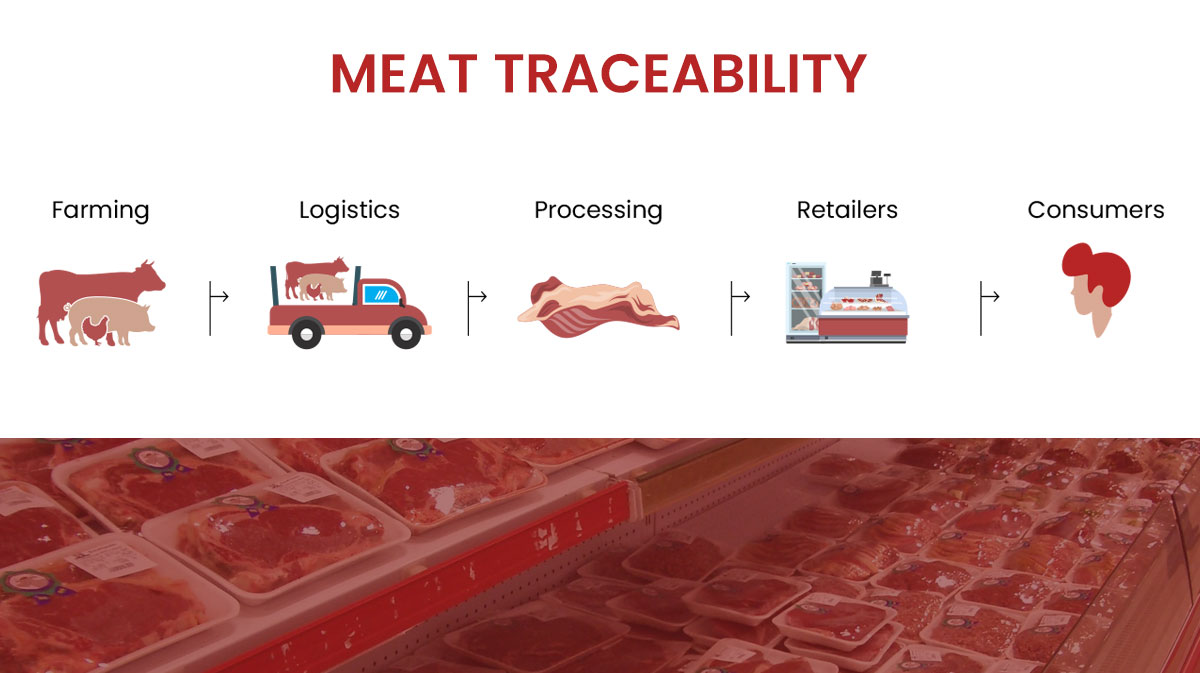 MEAT TRACEABILITY
Farming
Logistics
Processing
Retailers
Consumers